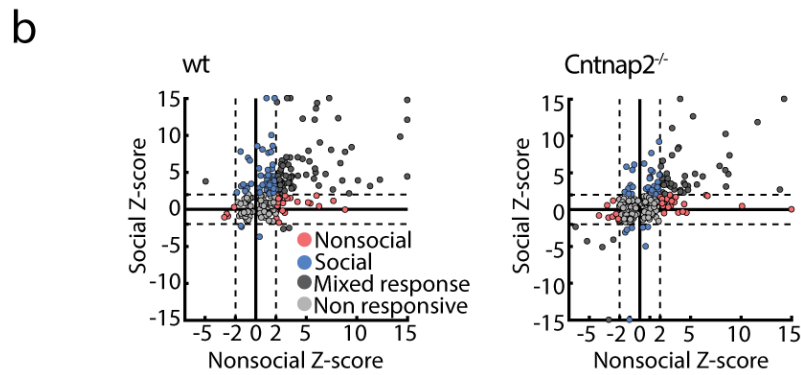 b
wt
Cntnap2-/-
Social Z-score
15
10
5
2
0
-5
-10
-15
-5 -2 0 2 5 10 15
Nonsocial Z-score
Nonsocial
Social
Mixed response
Non responsive
Social Z-score
15
10
5
2
0
-5
-10
-15
-5 -2 0 2 5 10 15
Nonsocial Z-score